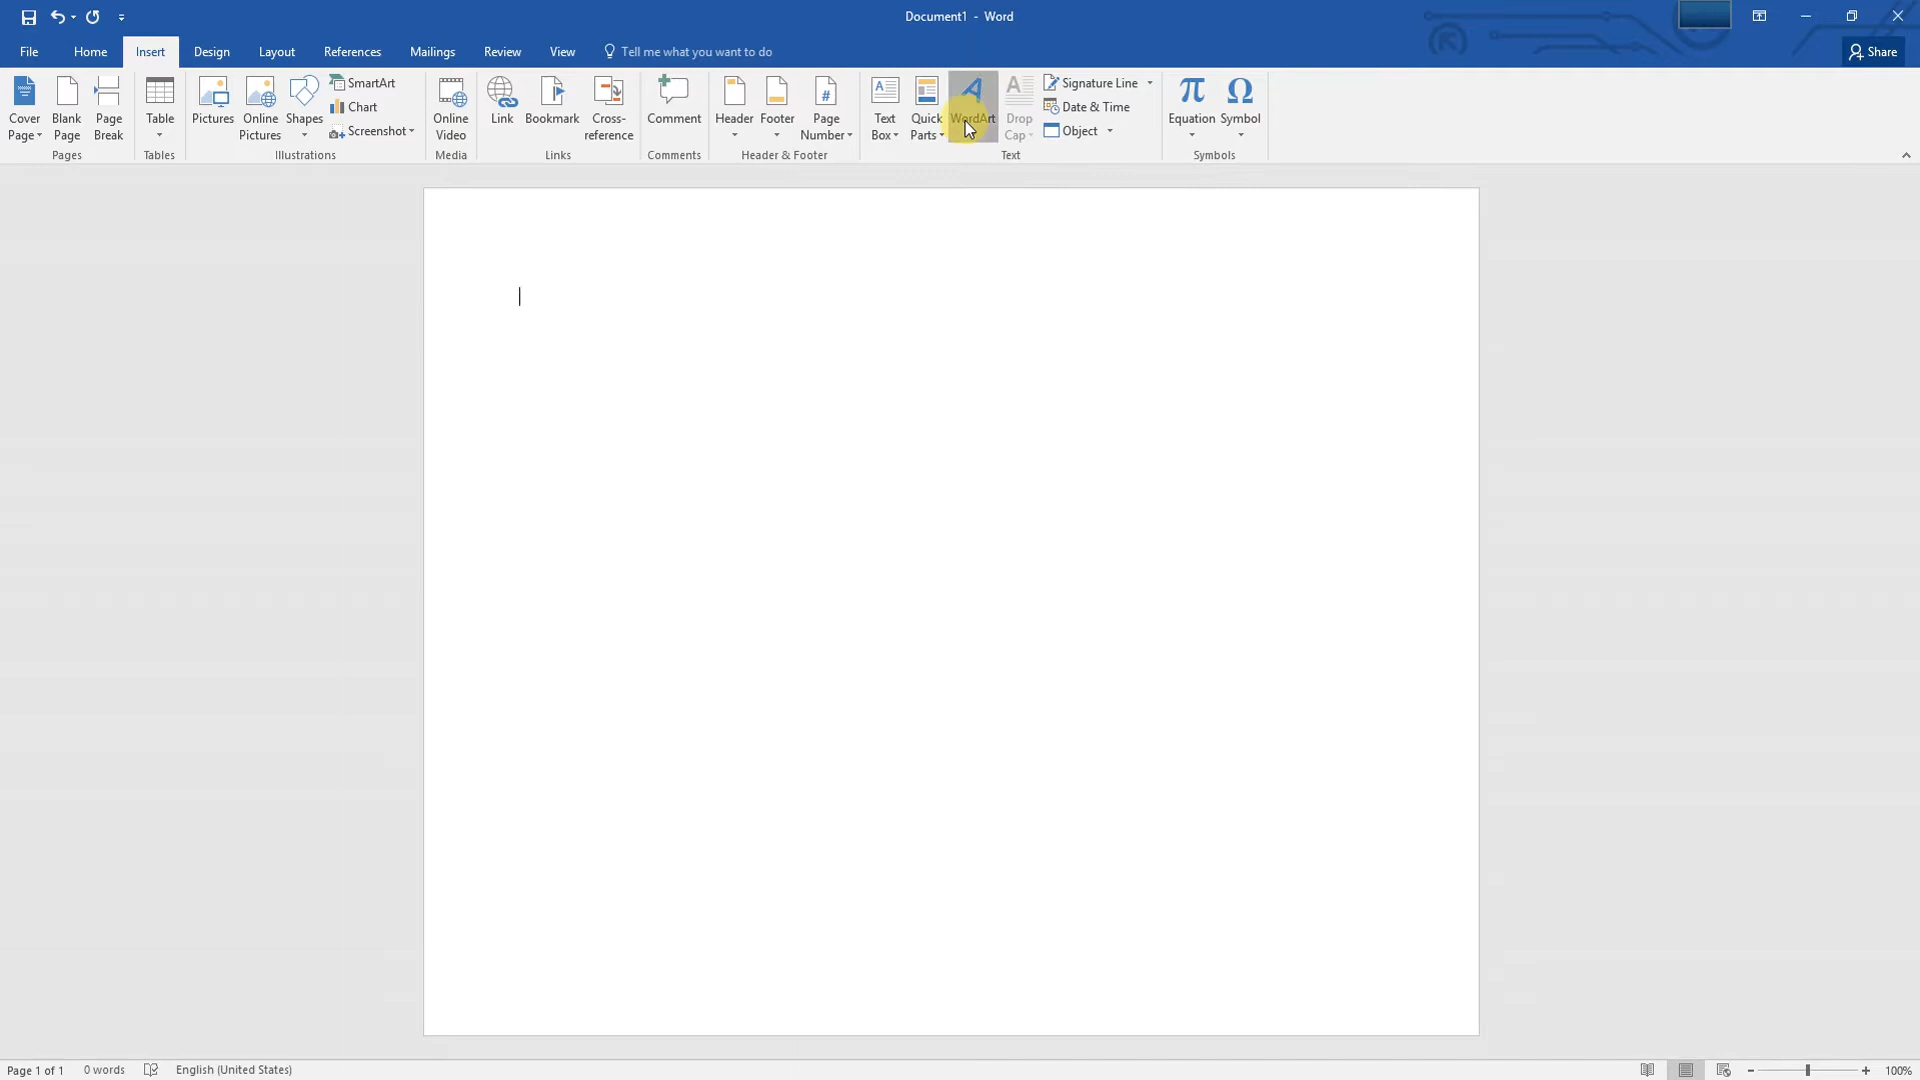 Document1 - Word
File Home Insert Design Layout References Mailings Review View Tell me what you want to do Share
Cover Page Blank Page Page Break
Pages
Table
Tables
Pictures Online Pictures Shapes SmartArt Chart Screenshot
Illustrations
Online Video
Media
Link Bookmark Cross-reference
Links
Comment
Comments
Header Footer Page Number
Header & Footer
Text Box Quick Parts WordArt Drop Cap Signature Line Date & Time Object
Text
Equation Symbol
Symbols
Page 1 of 1 0 words English (United States) 100%